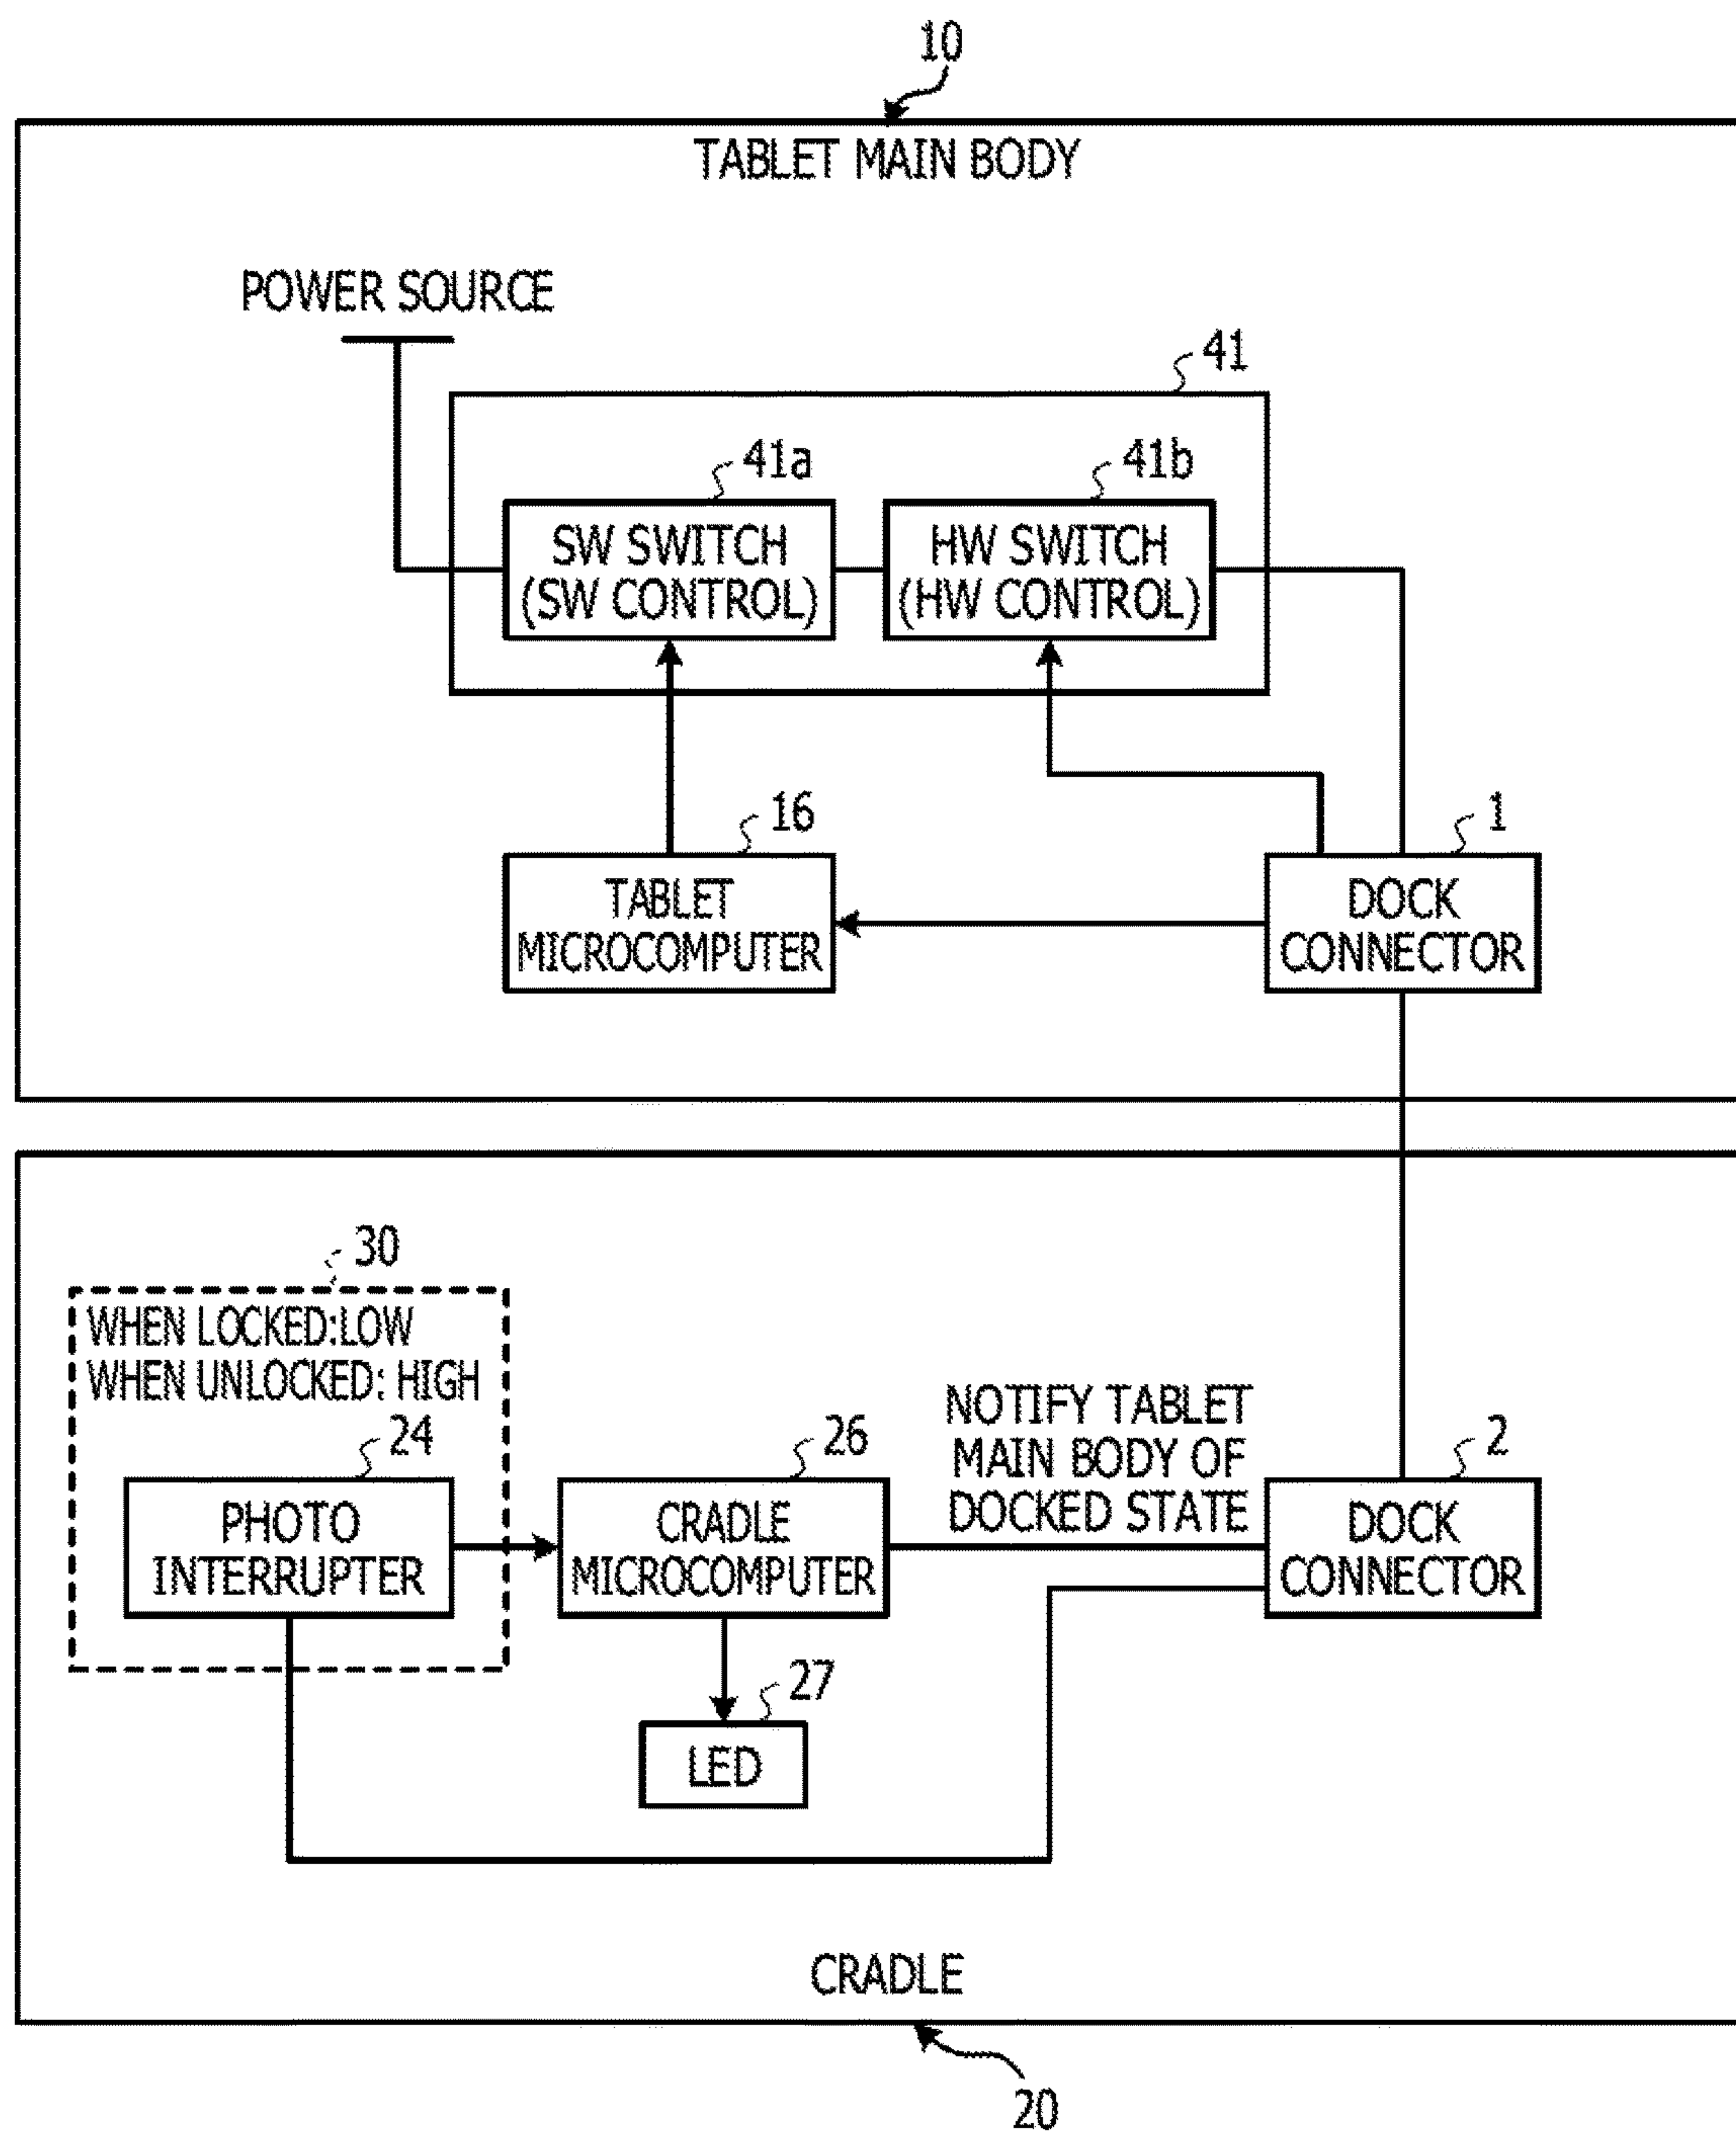 10
TABLET MAIN BODY
POWER SOURCE
41
41a
41b
SW SWITCH
(SW CONTROL)
HW SWITCH
(HW CONTROL)
16
1
TABLET
MICROCOMPUTER
DOCK
CONNECTOR
30
WHEN LOCKED:LOW
WHEN UNLOCKED: HIGH
24
26
NOTIFY TABLET
MAIN BODY OF
DOCKED STATE
2
PHOTO
INTERRUPTER
CRADLE
MICROCOMPUTER
DOCK
CONNECTOR
27
LED
CRADLE
20